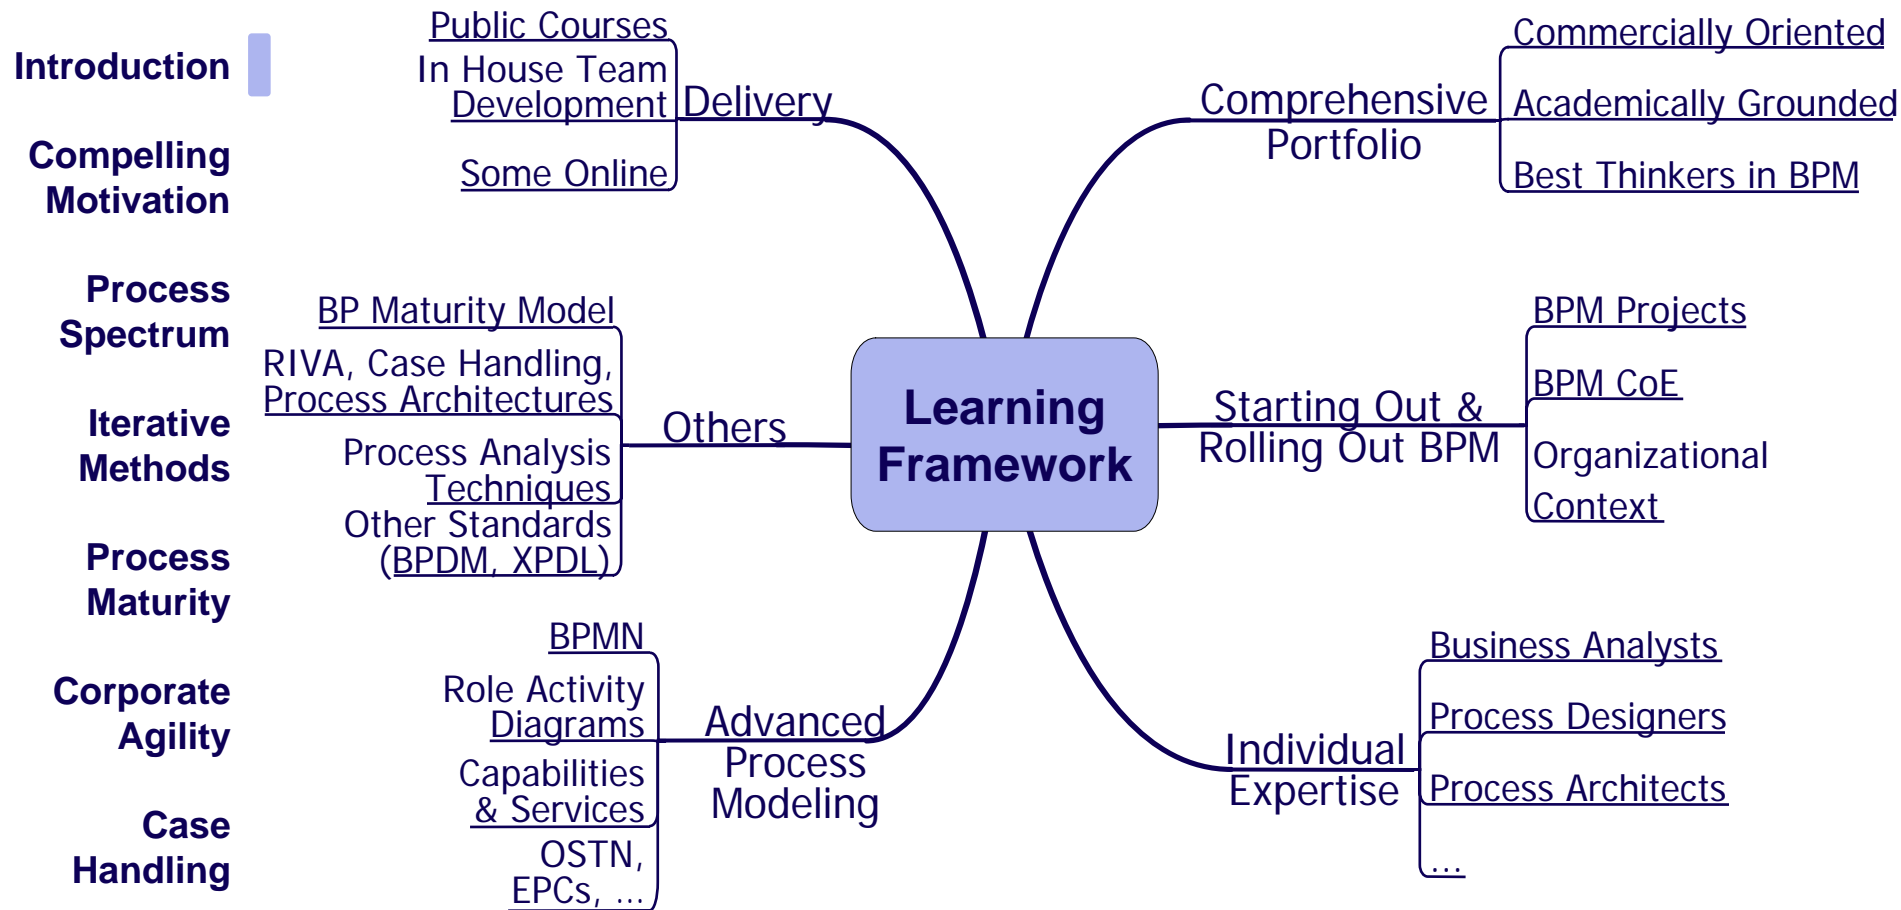 Introduction
Compelling
Motivation
Process
Spectrum
Iterative
Methods
Process
Maturity
Corporate
Agility
Case
Handling
Public Courses
In House Team
Development
Some Online
Delivery
BP Maturity Model
RIVA, Case Handling,
Process Architectures
Process Analysis
Techniques
Other Standards
(BPDM, XPDL)
Others
BPMN
Role Activity
Diagrams
Capabilities
& Services
OSTN,
EPCs, ...
Advanced
Process
Modeling
Learning
Framework
Comprehensive
Portfolio
Commercially Oriented
Academically Grounded
Best Thinkers in BPM
Starting Out &
Rolling Out BPM
BPM Projects
BPM CoE
Organizational
Context
Individual
Expertise
Business Analysts
Process Designers
Process Architects
...